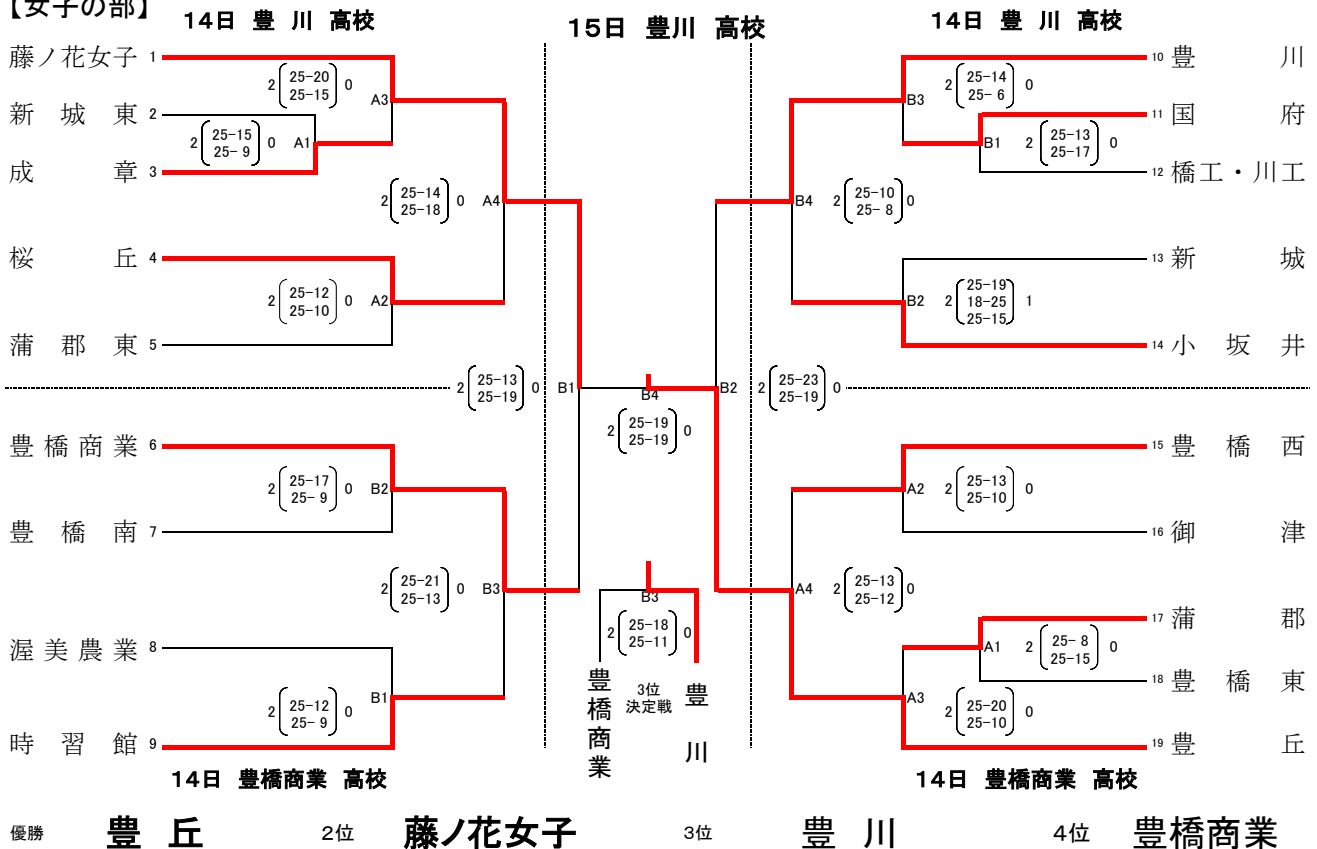 【女子の部】
14日 豊 川 高校
15日 豊川 高校
14日 豊 川 高校
藤ノ花女子 1
新城東 2
成章 3
桜丘 4
蒲郡東 5
豊橋商業 6
豊橋南 7
渥美農業 8
時習館 9
2 25-20 0
25-15
A3
2 25-15 0
25- 9
A1
2 25-14 0
25-18
A4
2 25-12 0
25-10
A2
2 25-13 0
25-19
B1
2 25-17 0
25- 9
B2
2 25-21 0
25-13
B3
2 25-12 0
25- 9
B1
B4
2 25-19 0
25-19
B3
2 25-18 0
25-11
豊橋商業
3位
決定戦
豊川
10 豊川
11 国府
12 橋工・川工
13 新城
14 小坂井
15 豊橋西
16 御津
17 蒲郡
18 豊橋東
19 豊丘
B3
2 25-14 0
25- 6
B1
2 25-13 0
25-17
B4
2 25-10 0
25- 8
B2
2 25-19 1
18-25
25-15
B2
2 25-23 0
25-19
A2
2 25-13 0
25-10
A4
2 25-13 0
25-12
A1
2 25- 8 0
25-15
A3
2 25-20 0
25-10
14日 豊橋商業 高校
14日 豊橋商業 高校
優勝 豊 丘 2位 藤ノ花女子 3位 豊 川 4位 豊橋商業